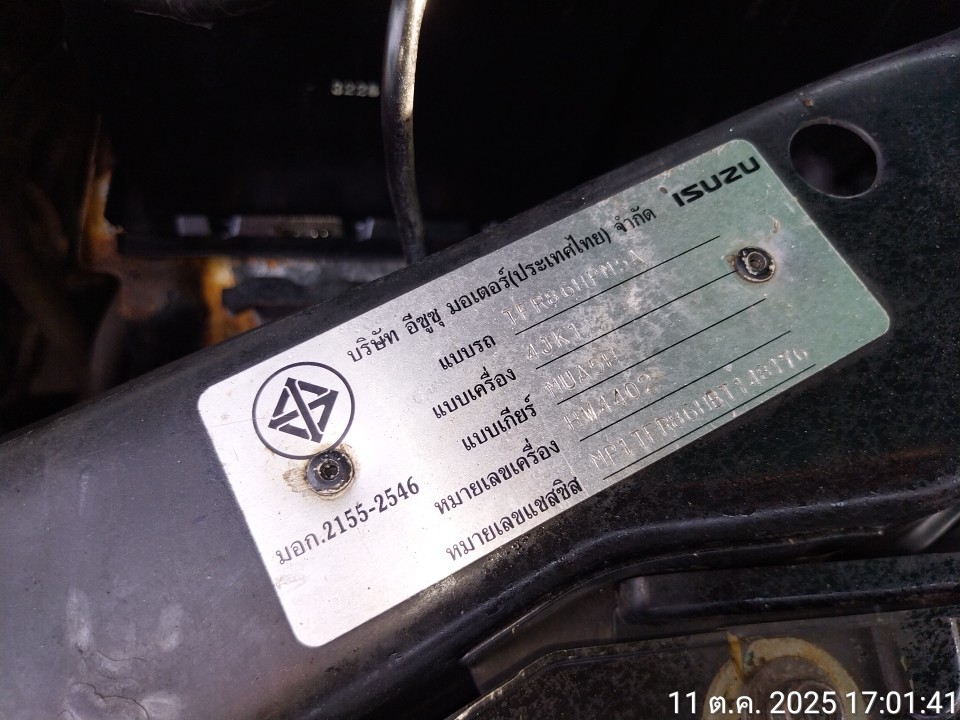 3228
ISUZU
บริษัท อีซูซุ มอเตอร์(ประเทศไทย) จำกัด
แบบรถ TFR86HPM5A
แบบเครื่อง 4JK1
แบบเกียร์ MUA5H
หมายเลขเครื่อง
หมายเลขแชสซิส
มอก.2155-2546
11 ต.ค. 2025 17:01:41